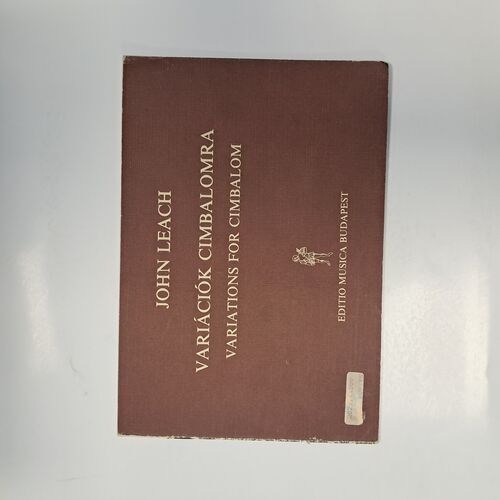 JOHN LEACH
VARIÁCIÓK CIMBALOMRA
VARIATIONS FOR CIMBALOM
EDITIO MUSICA BUDAPEST